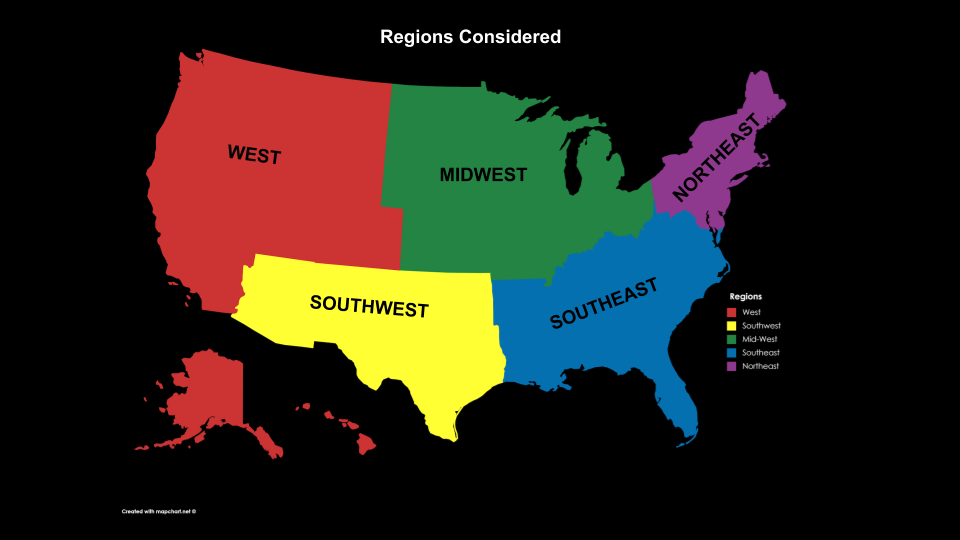 Regions Considered
WEST
MIDWEST
NORTHEAST
SOUTHWEST
SOUTHEAST
Regions
West
Southwest
Mid-West
Southeast
Northeast
Created with mapchart.net ©